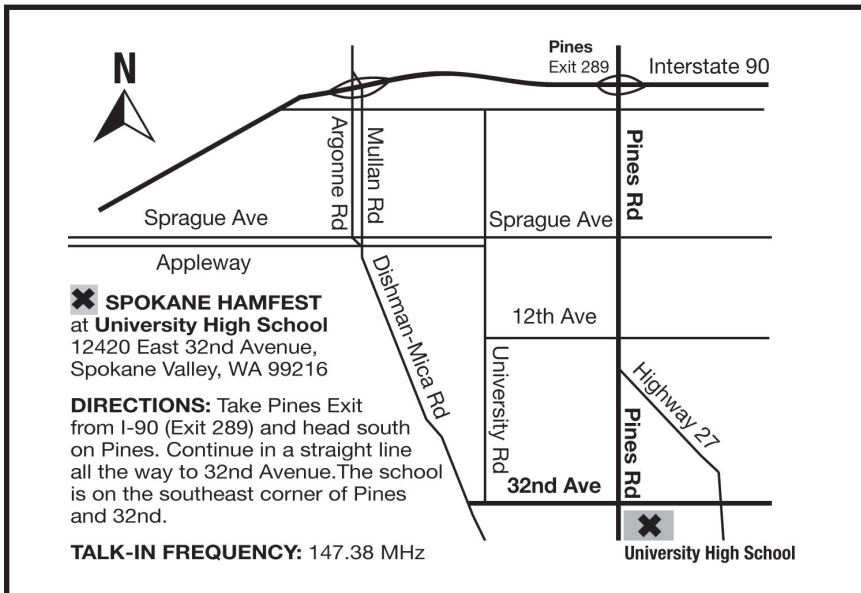 Pines
Exit 289
Interstate 90
N
Argonne Rd
Mullan Rd
Pines Rd
Sprague Ave
Sprague Ave
Appleway
Dishman-Mica Rd
12th Ave
University Rd
Highway 27
Pines Rd
32nd Ave
University High School
✖ SPOKANE HAMFEST
at University High School
12420 East 32nd Avenue,
Spokane Valley, WA 99216
DIRECTIONS: Take Pines Exit
from I-90 (Exit 289) and head south
on Pines. Continue in a straight line
all the way to 32nd Avenue.The school
is on the southeast corner of Pines
and 32nd.
TALK-IN FREQUENCY: 147.38 MHz